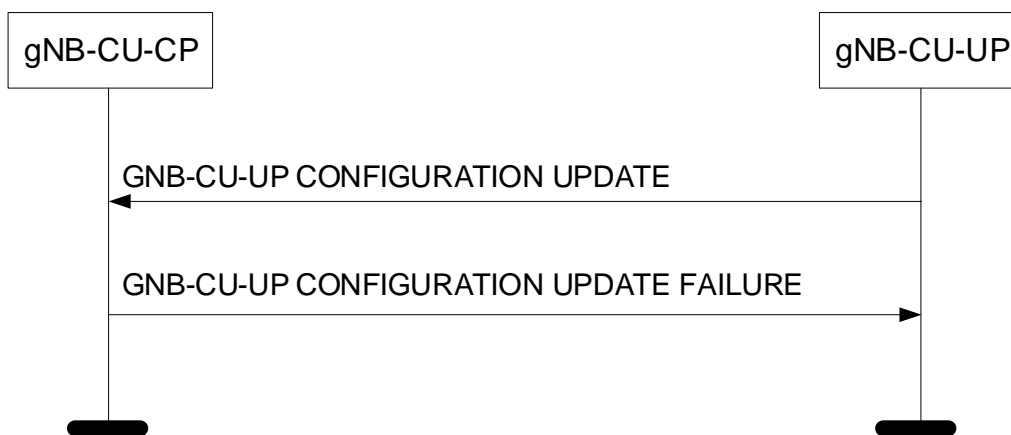 gNB-CU-CP
gNB-CU-UP
GNB-CU-UP CONFIGURATION UPDATE
GNB-CU-UP CONFIGURATION UPDATE FAILURE